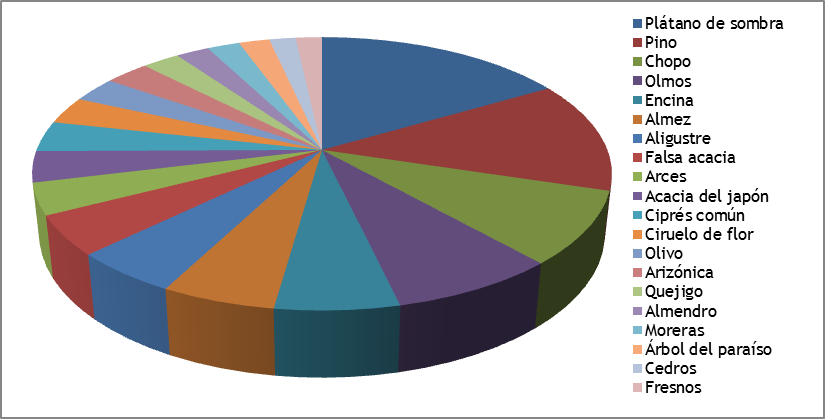 Plátano de sombra
Pino
Chopo
Olmos
Encina
Almez
Aligustre
Falsa acacia
Arces
Acacia del japón
Ciprés común
Ciruelo de flor
Olivo
Arizónica
Quejigo
Almendro
Moreras
Árbol del paraíso
Cedros
Fresnos